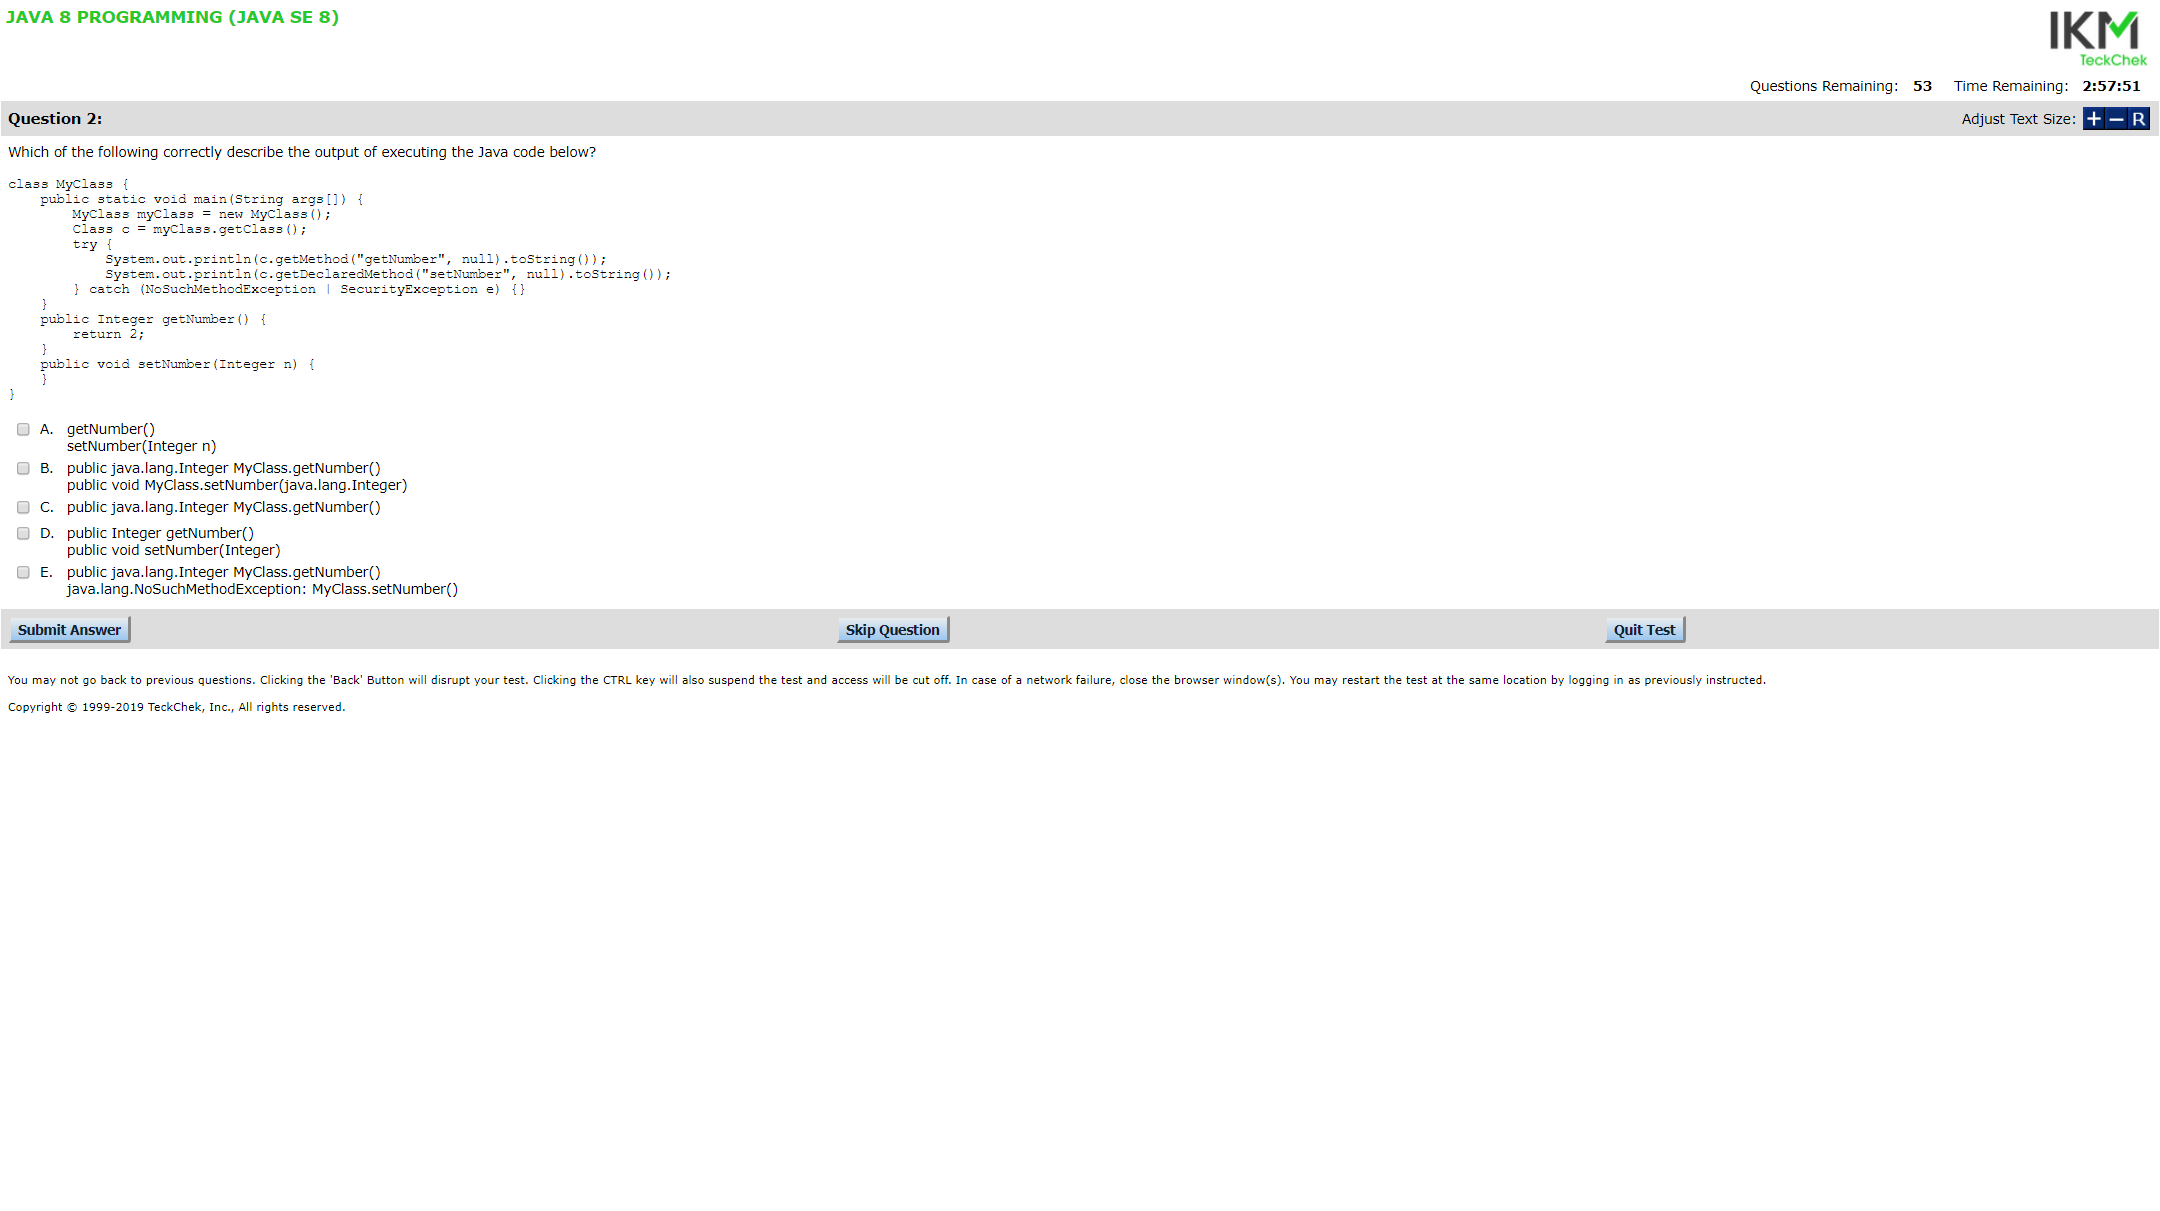 JAVA 8 PROGRAMMING (JAVA SE 8)
IKM
TeckChek
Questions Remaining: 53 Time Remaining: 2:57:51
Question 2:
Adjust Text Size: + – R
Which of the following correctly describe the output of executing the Java code below?
class MyClass {
    public static void main(String args[]) {
        MyClass myClass = new MyClass();
        Class c = myClass.getClass();
        try {
            System.out.println(c.getMethod("getNumber", null).toString());
            System.out.println(c.getDeclaredMethod("setNumber", null).toString());
        } catch (NoSuchMethodException | SecurityException e) {}
    }
    public Integer getNumber() {
        return 2;
    }
    public void setNumber(Integer n) {
    }
}
A. getNumber()
setNumber(Integer n)
B. public java.lang.Integer MyClass.getNumber()
public void MyClass.setNumber(java.lang.Integer)
C. public java.lang.Integer MyClass.getNumber()
D. public Integer getNumber()
public void setNumber(Integer)
E. public java.lang.Integer MyClass.getNumber()
java.lang.NoSuchMethodException: MyClass.setNumber()
Submit Answer Skip Question Quit Test
You may not go back to previous questions. Clicking the 'Back' Button will disrupt your test. Clicking the CTRL key will also suspend the test and access will be cut off. In case of a network failure, close the browser window(s). You may restart the test at the same location by logging in as previously instructed.
Copyright © 1999-2019 TeckChek, Inc., All rights reserved.